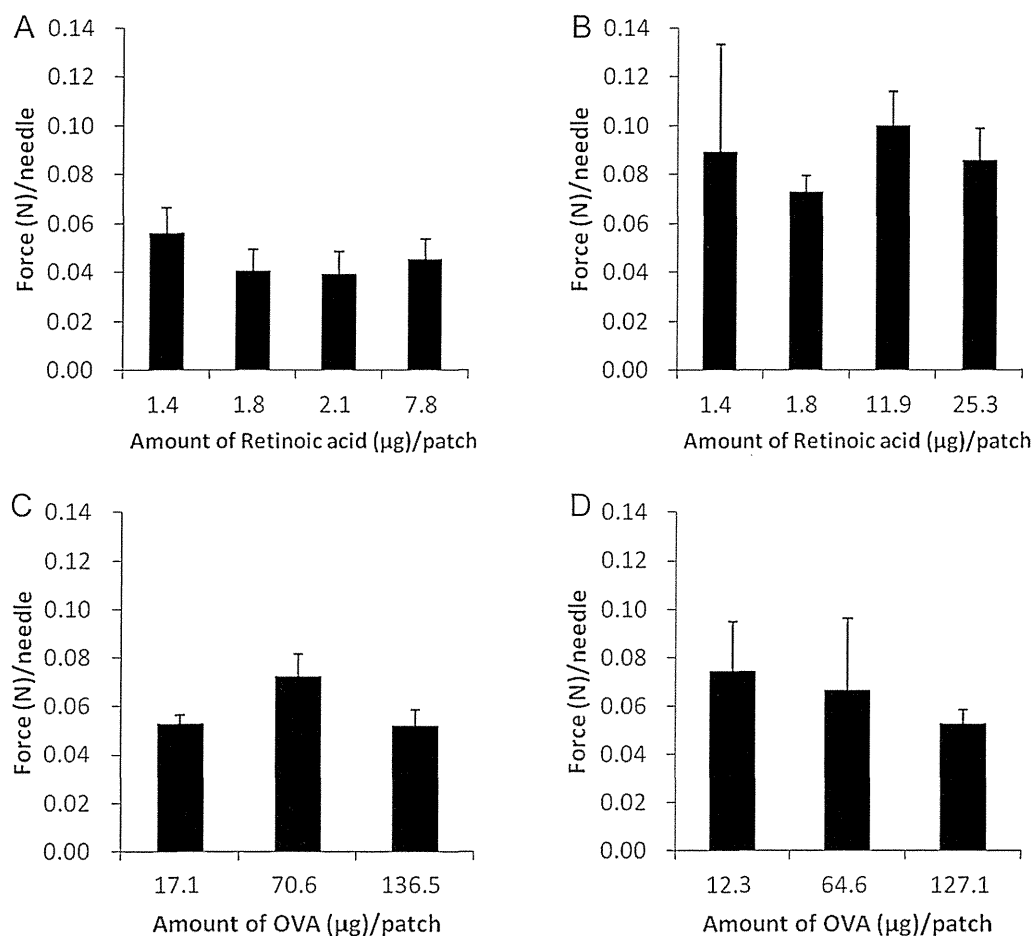 A
Force (N)/needle
0.14
0.12
0.10
0.08
0.06
0.04
0.02
0.00
1.4 1.8 2.1 7.8
Amount of Retinoic acid (µg)/patch
B
Force (N)/needle
0.14
0.12
0.10
0.08
0.06
0.04
0.02
0.00
1.4 1.8 11.9 25.3
Amount of Retinoic acid (µg)/patch
C
Force (N)/needle
0.14
0.12
0.10
0.08
0.06
0.04
0.02
0.00
17.1 70.6 136.5
Amount of OVA (µg)/patch
D
Force (N)/needle
0.14
0.12
0.10
0.08
0.06
0.04
0.02
0.00
12.3 64.6 127.1
Amount of OVA (µg)/patch